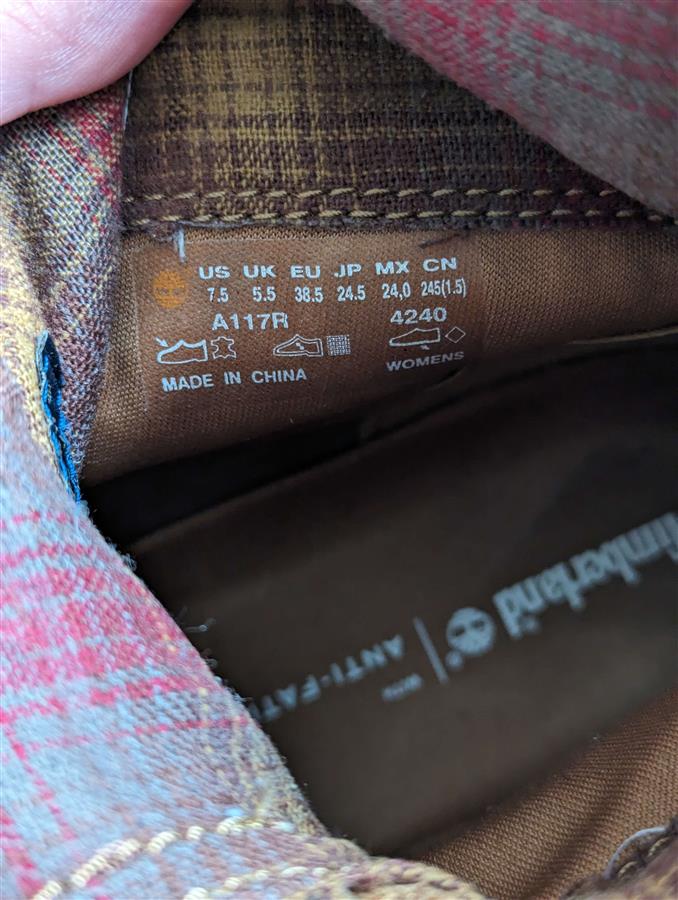 US UK EU JP MX CN
7.5 5.5 38.5 24.5 24,0 245(1.5)
A117R 4240
WOMENS
MADE IN CHINA
Timberland
WITH
ANTI-FATI